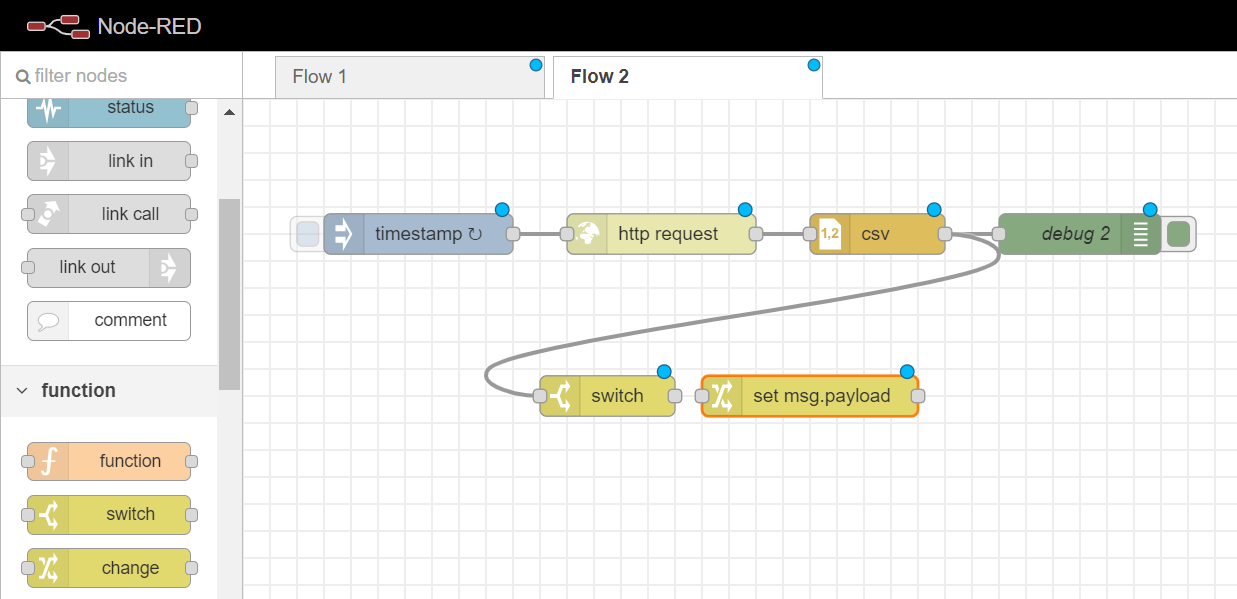 Node-RED
filter nodes
Flow 1
Flow 2
status
link in
link call
link out
comment
function
function
switch
change
timestamp ↻
http request
1,2
csv
debug 2
switch
set msg.payload